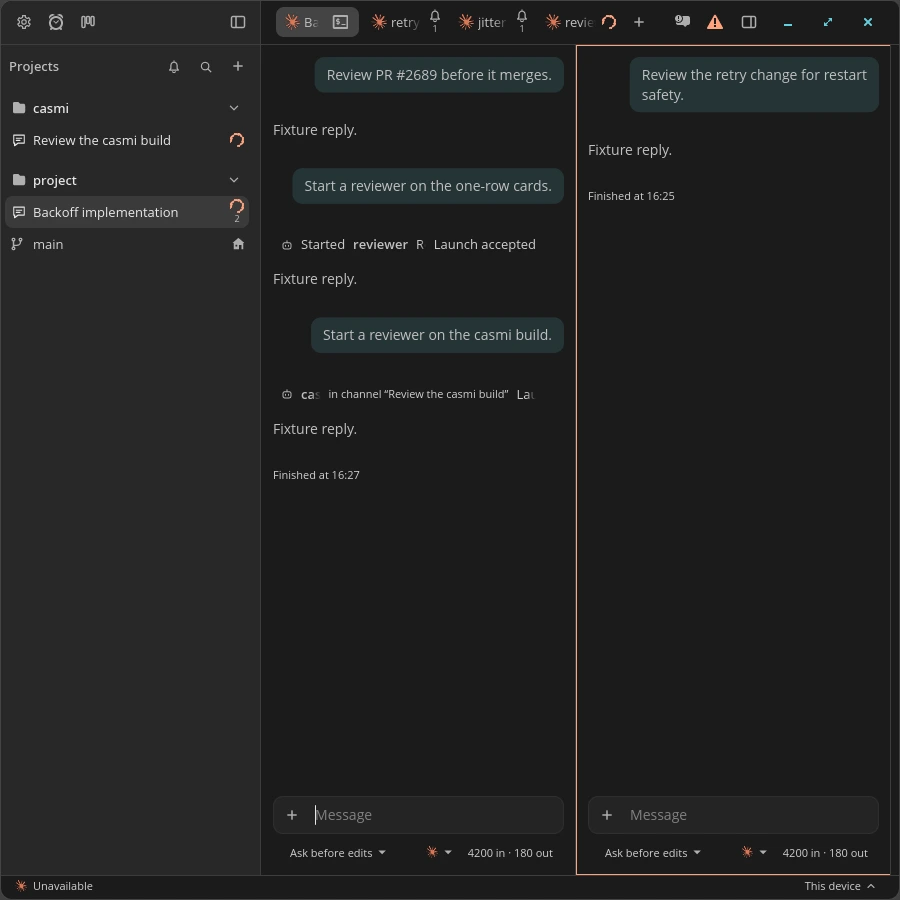 Ba
retry
1
jitter
1
revie
Projects
casmi
Review the casmi build
project
Backoff implementation
2
main
Review PR #2689 before it merges.
Fixture reply.
Start a reviewer on the one-row cards.
Started reviewer R Launch accepted
Fixture reply.
Start a reviewer on the casmi build.
cas in channel “Review the casmi build” Lau
Fixture reply.
Finished at 16:27
Message
Ask before edits
4200 in · 180 out
Review the retry change for restart
safety.
Fixture reply.
Finished at 16:25
Message
Ask before edits
4200 in · 180 out
Unavailable
This device